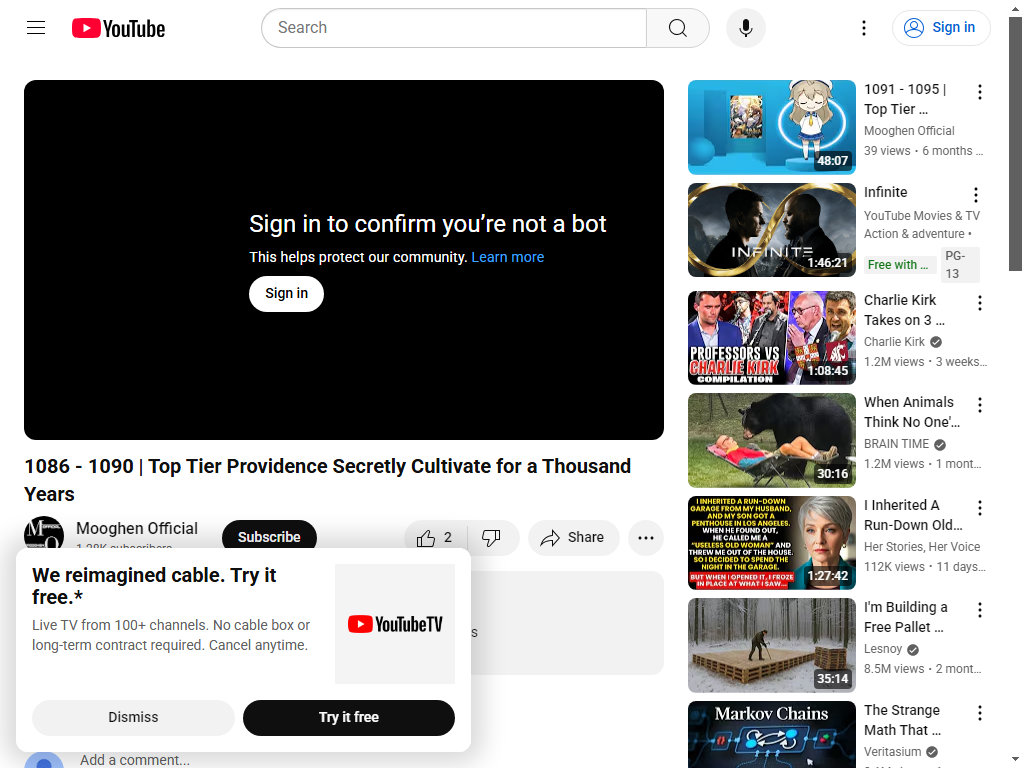 YouTube
Search
Sign in
Sign in to confirm you’re not a bot
This helps protect our community. Learn more
Sign in
1086 - 1090 | Top Tier Providence Secretly Cultivate for a Thousand
Years
Mooghen Official
Subscribe
2
Share
We reimagined cable. Try it
free.*
Live TV from 100+ channels. No cable box or
long-term contract required. Cancel anytime.
YouTubeTV
Dismiss
Try it free
Add a comment...
48:07
1091 - 1095 |
Top Tier ...
Mooghen Official
39 views • 6 months ...
INFINITE
1:46:21
Infinite
YouTube Movies & TV
Action & adventure •
Free with ...
PG-
13
PROFESSORS VS
CHARLIE KIRK
COMPILATION
1:08:45
Charlie Kirk
Takes on 3 ...
Charlie Kirk
1.2M views • 3 weeks...
30:16
When Animals
Think No One'...
BRAIN TIME
1.2M views • 1 mont...
I INHERITED A RUN-DOWN
GARAGE FROM MY HUSBAND,
AND MY SON GOT A
PENTHOUSE IN LOS ANGELES.
WHEN HE FOUND OUT,
HE CALLED ME A
“USELESS OLD WOMAN” AND
THREW ME OUT OF THE HOUSE.
SO I DECIDED TO SPEND THE
NIGHT IN THE GARAGE.
BUT WHEN I OPENED IT, I FROZE
IN PLACE AT WHAT I SAW...
1:27:42
I Inherited A
Run-Down Old...
Her Stories, Her Voice
112K views • 11 days...
35:14
I'm Building a
Free Pallet ...
Lesnoy
8.5M views • 2 mont...
Markov Chains
The Strange
Math That ...
Veritasium